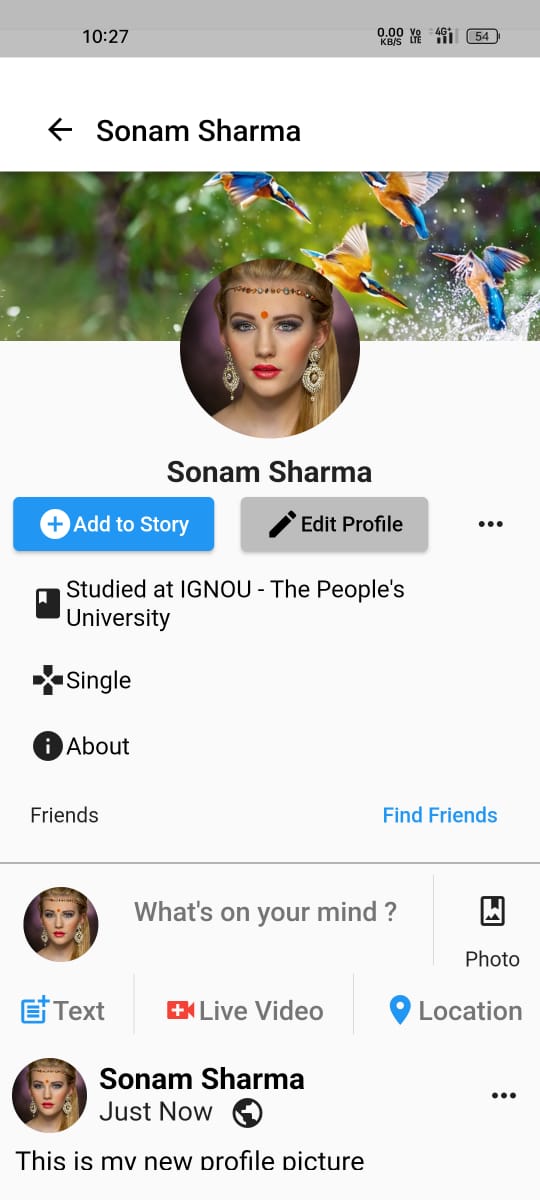 10:27
0.00 KB/S Vo LTE 4G+ 54
Sonam Sharma
Sonam Sharma
Add to Story
Edit Profile
Studied at IGNOU - The People's
University
Single
About
Friends
Find Friends
What's on your mind ?
Photo
Text
Live Video
Location
Sonam Sharma
Just Now
This is my new profile picture